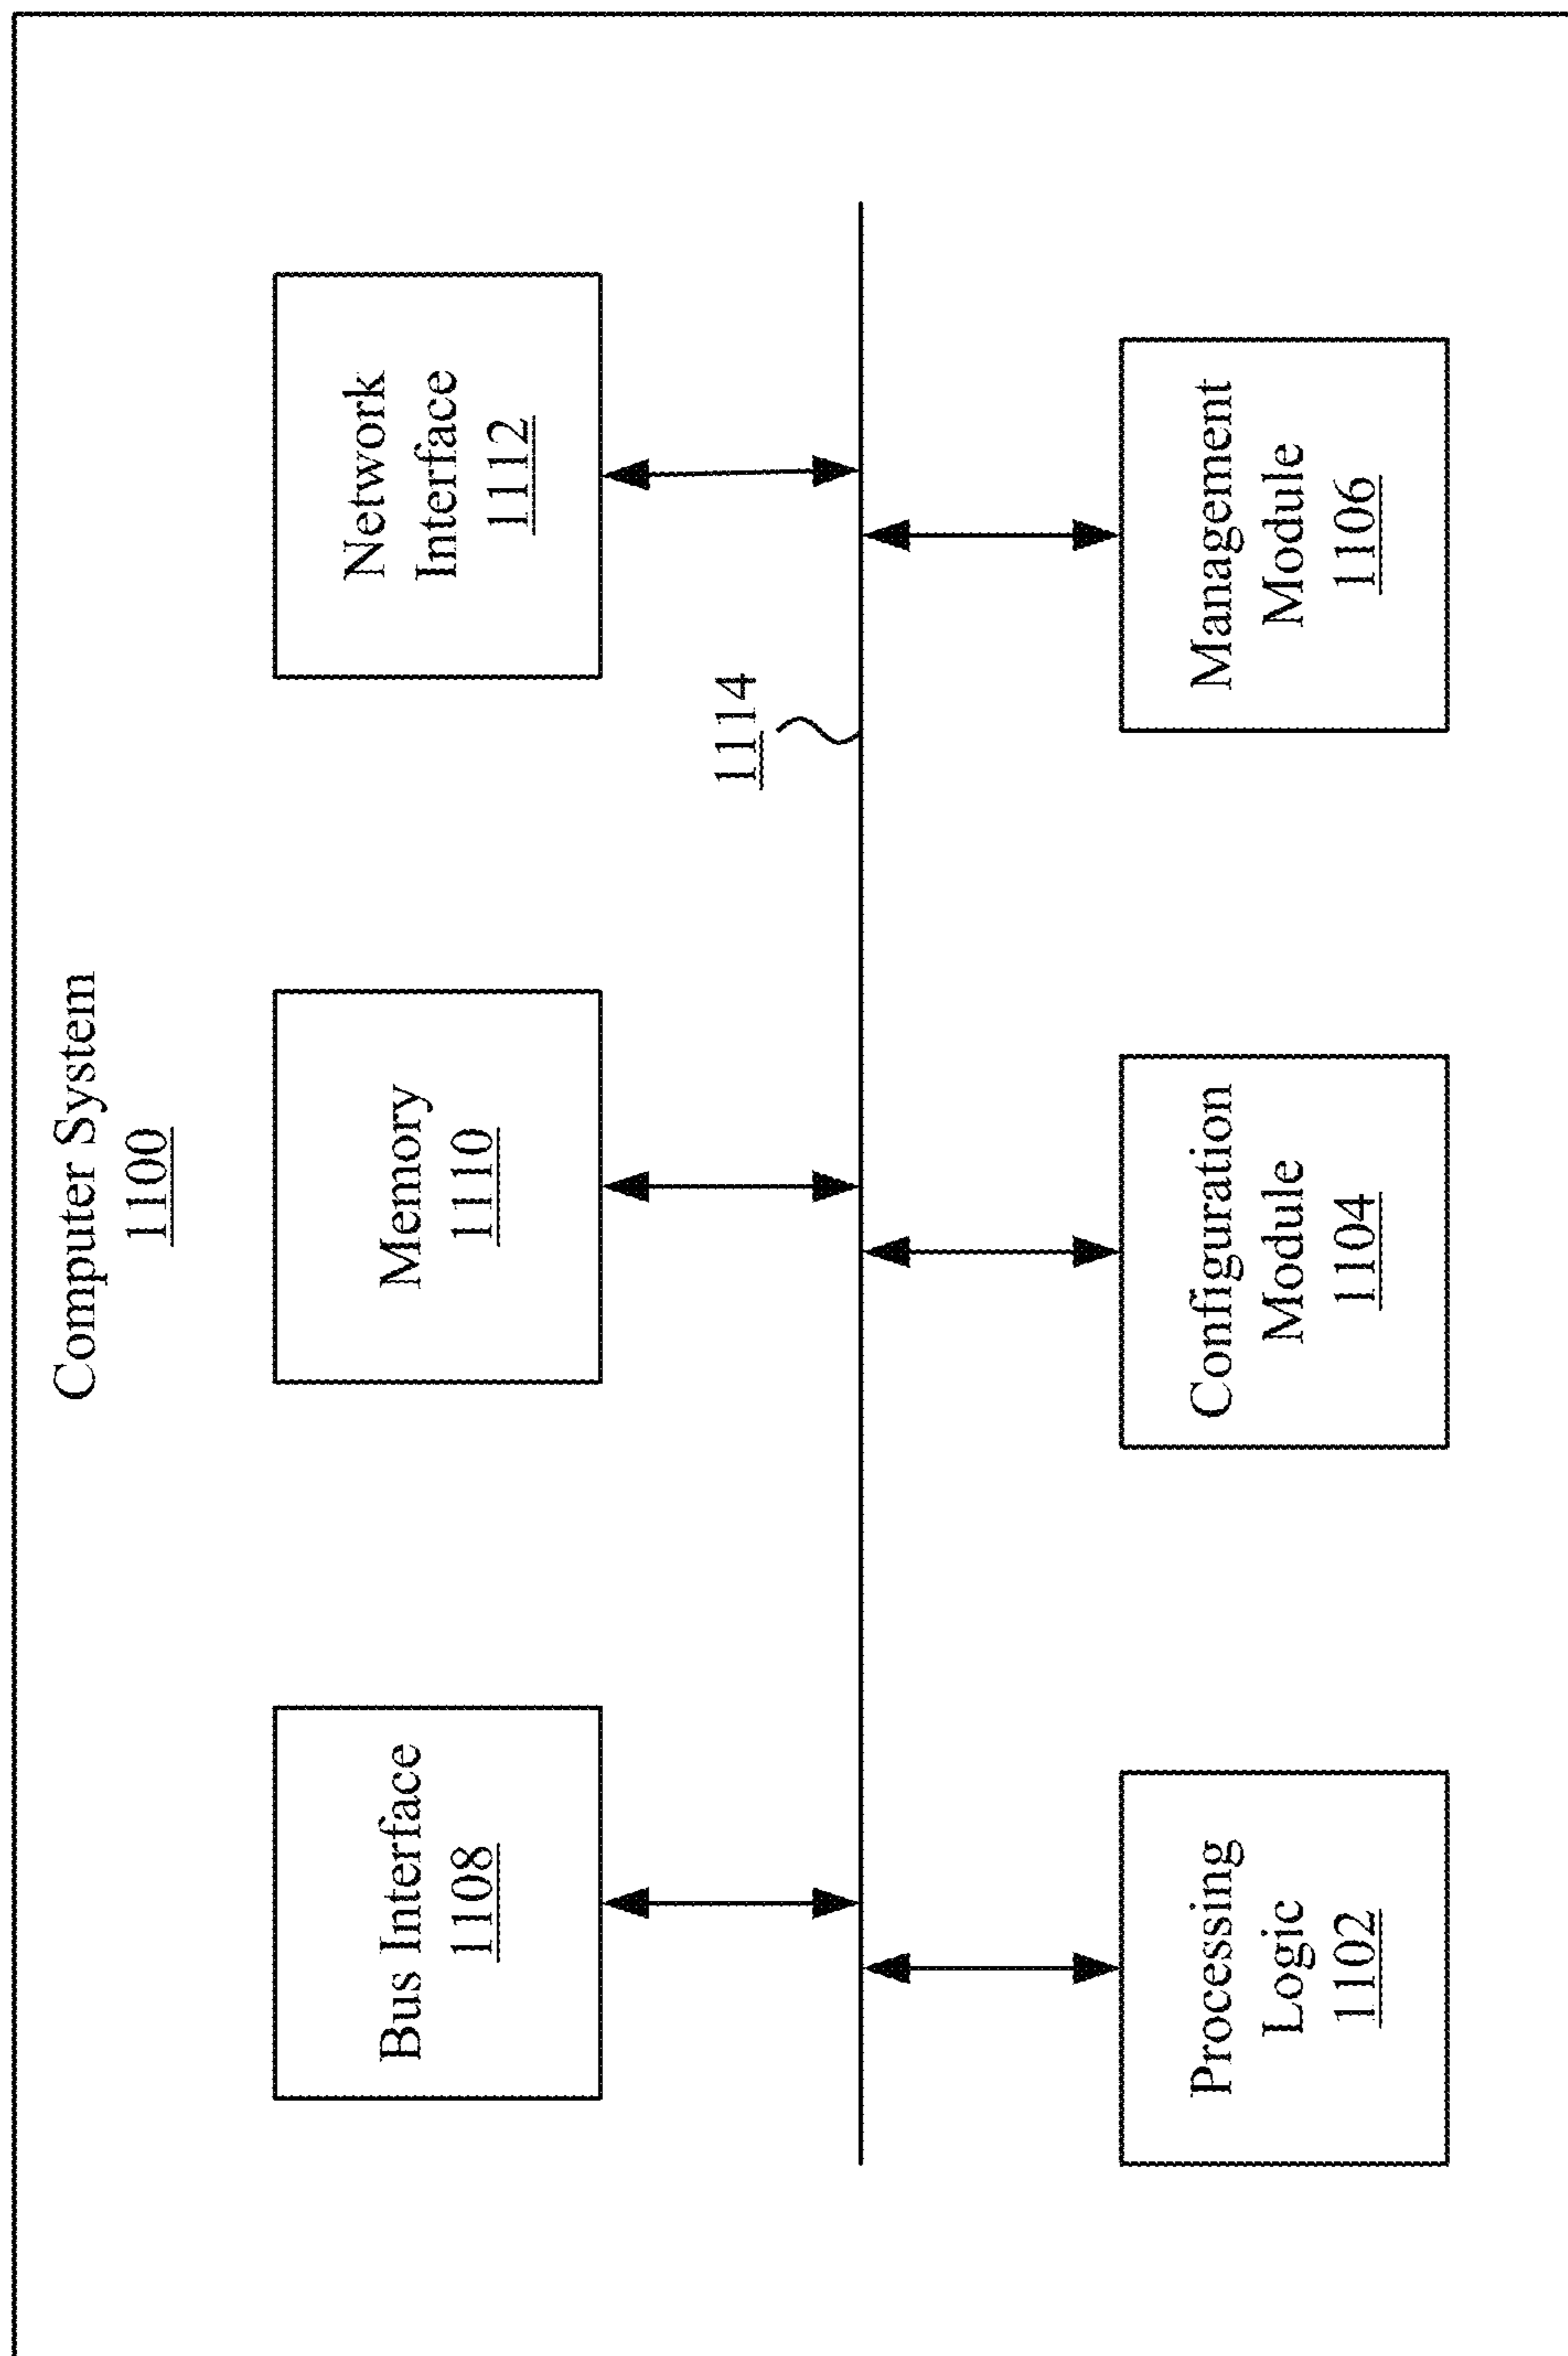 Computer System
1100
Bus Interface
1108
Memory
1110
Network
Interface
1112
1114
Processing
Logic
1102
Configuration
Module
1104
Management
Module
1106